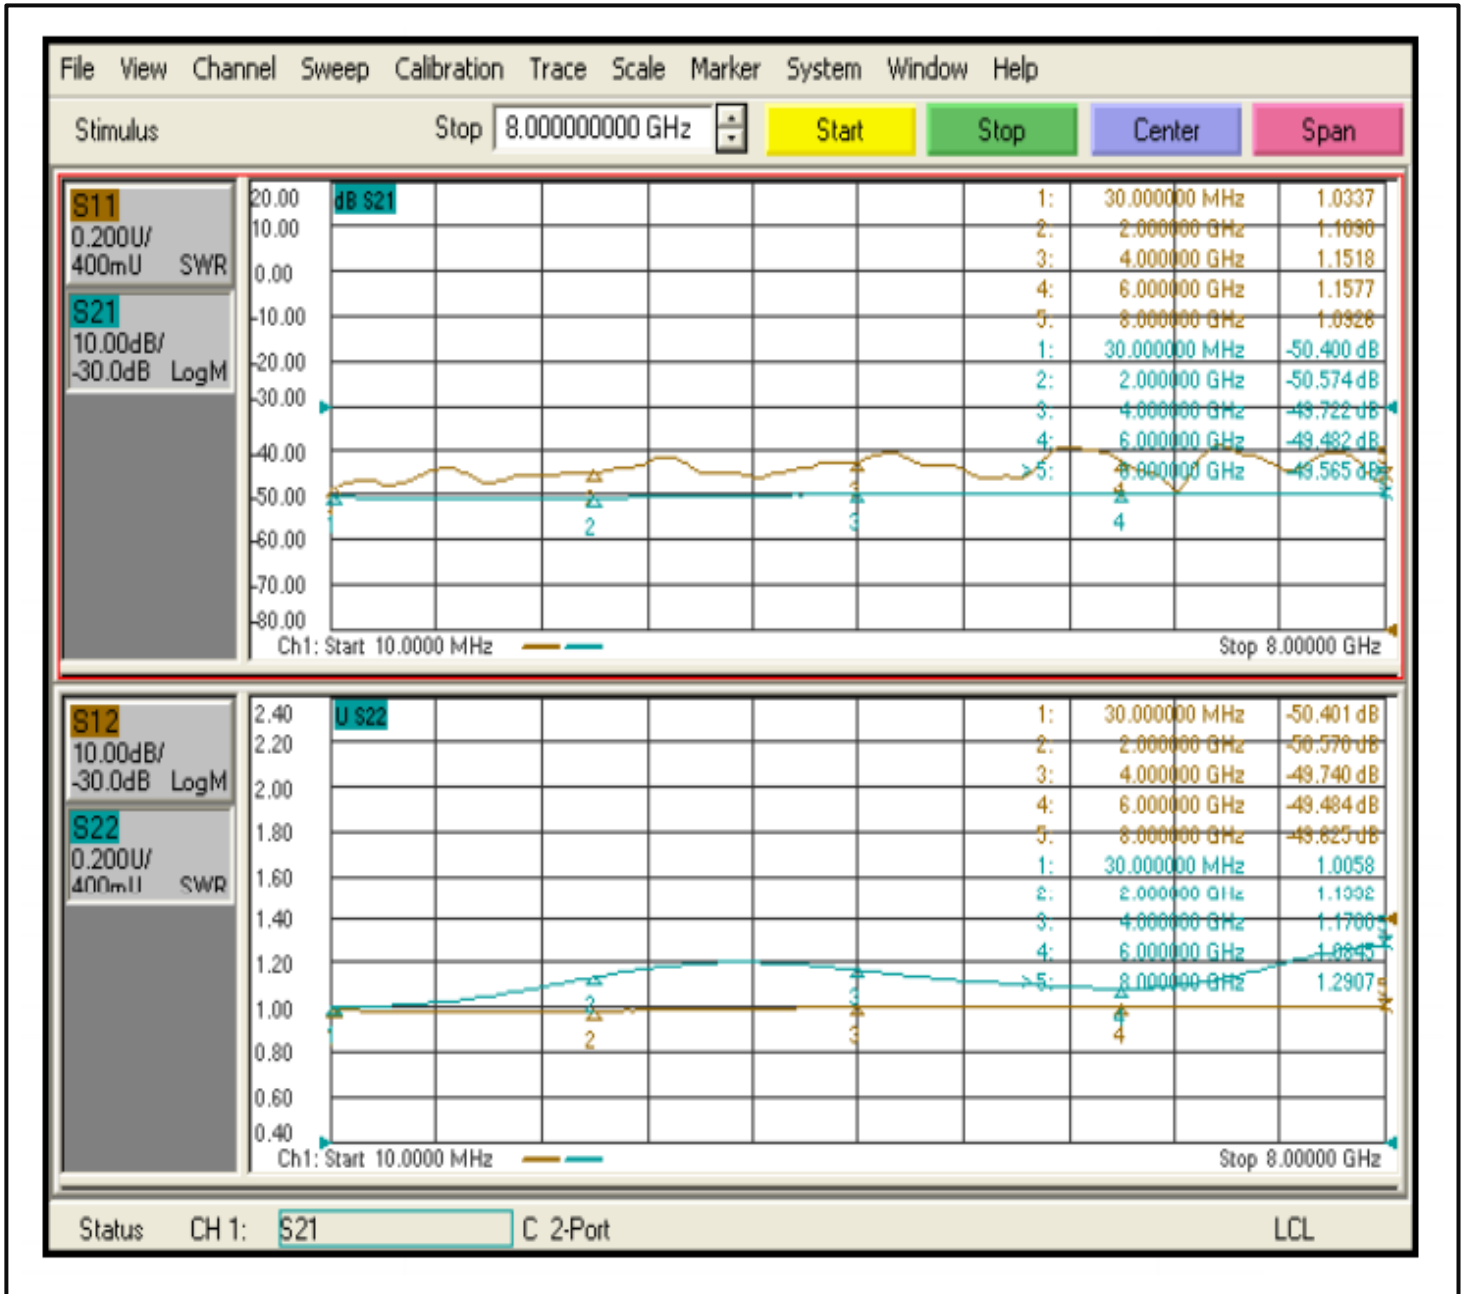 File View Channel Sweep Calibration Trace Scale Marker System Window Help
Stimulus Stop 8.000000000 GHz Start Stop Center Span
S11
0.200U/
400mU SWR
S21
10.00dB/
-30.0dB LogM
20.00
10.00
0.00
-10.00
-20.00
-30.00
-40.00
-50.00
-60.00
-70.00
-80.00
dB S21
1: 30.000000 MHz 1.0337
2: 2.000000 GHz 1.1090
3: 4.000000 GHz 1.1518
4: 6.000000 GHz 1.1577
5: 8.000000 GHz 1.0928
1: 30.000000 MHz -50.400 dB
2: 2.000000 GHz -50.574 dB
3: 4.000000 GHz -49.722 dB
4: 6.000000 GHz -49.482 dB
>5: 8.000000 GHz -49.565 dB
2
3
4
Ch1: Start 10.0000 MHz Stop 8.00000 GHz
S12
10.00dB/
-30.0dB LogM
S22
0.200U/
400mU SWR
2.40
2.20
2.00
1.80
1.60
1.40
1.20
1.00
0.80
0.60
0.40
U S22
1: 30.000000 MHz -50.401 dB
2: 2.000000 GHz -50.570 dB
3: 4.000000 GHz -49.740 dB
4: 6.000000 GHz -49.484 dB
5: 8.000000 GHz -49.625 dB
1: 30.000000 MHz 1.0058
2: 2.000000 GHz
3: 4.000000 GHz 1.1700
4: 6.000000 GHz 1.0845
>5: 8.000000 GHz 1.2907
2
3
4
Ch1: Start 10.0000 MHz Stop 8.00000 GHz
Status CH 1: S21 C 2-Port LCL